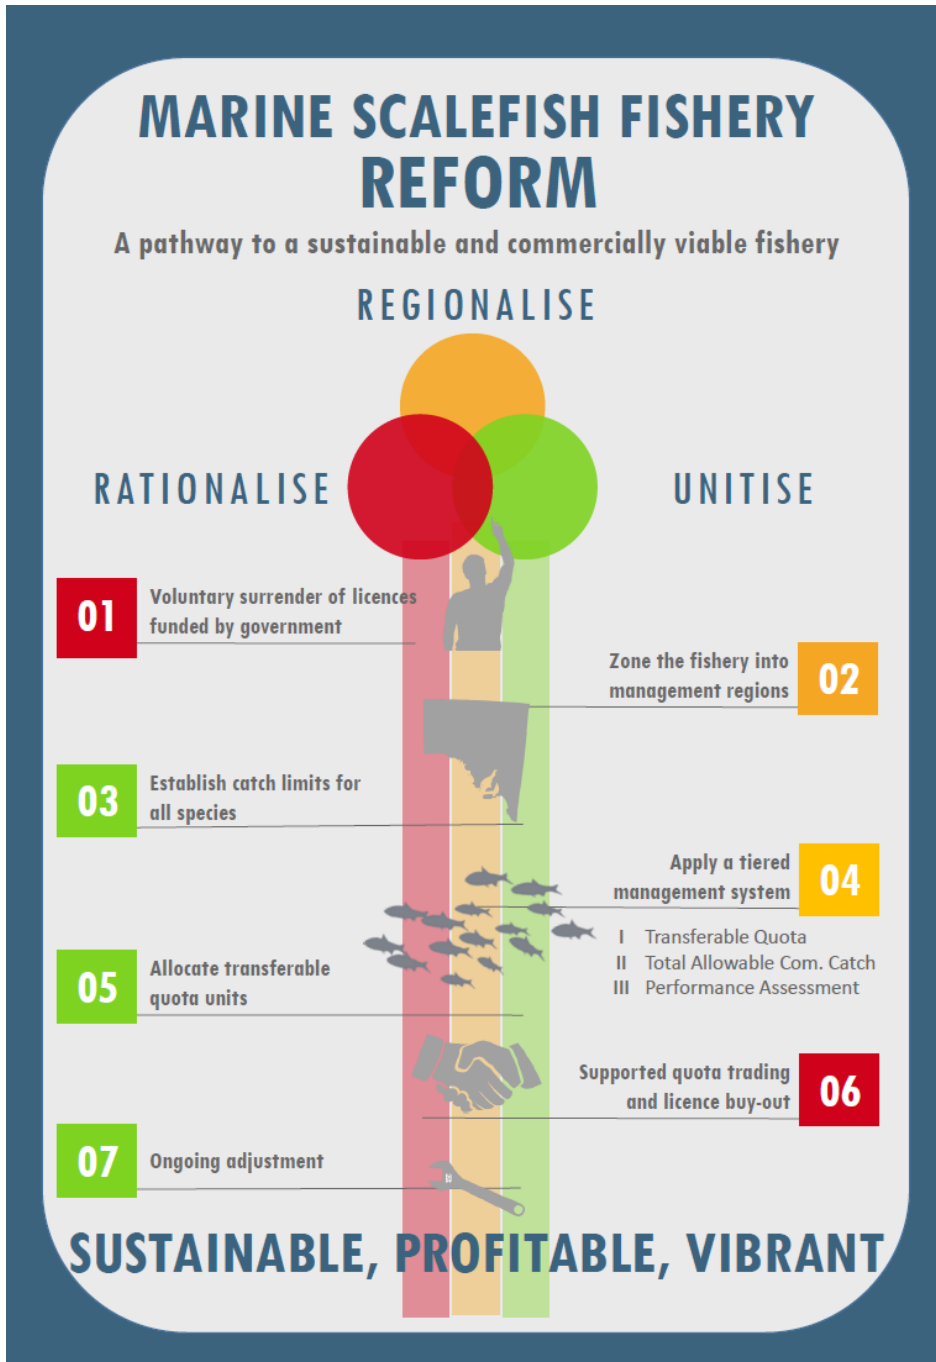 MARINE SCALEFISH FISHERY
REFORM
A pathway to a sustainable and commercially viable fishery
REGIONALISE
RATIONALISE
UNITISE
01
Voluntary surrender of licences
funded by government
Zone the fishery into
management regions
02
03
Establish catch limits for
all species
Apply a tiered
management system
04
I Transferable Quota
II Total Allowable Com. Catch
III Performance Assessment
05
Allocate transferable
quota units
Supported quota trading
and licence buy-out
06
07
Ongoing adjustment
SUSTAINABLE, PROFITABLE, VIBRANT